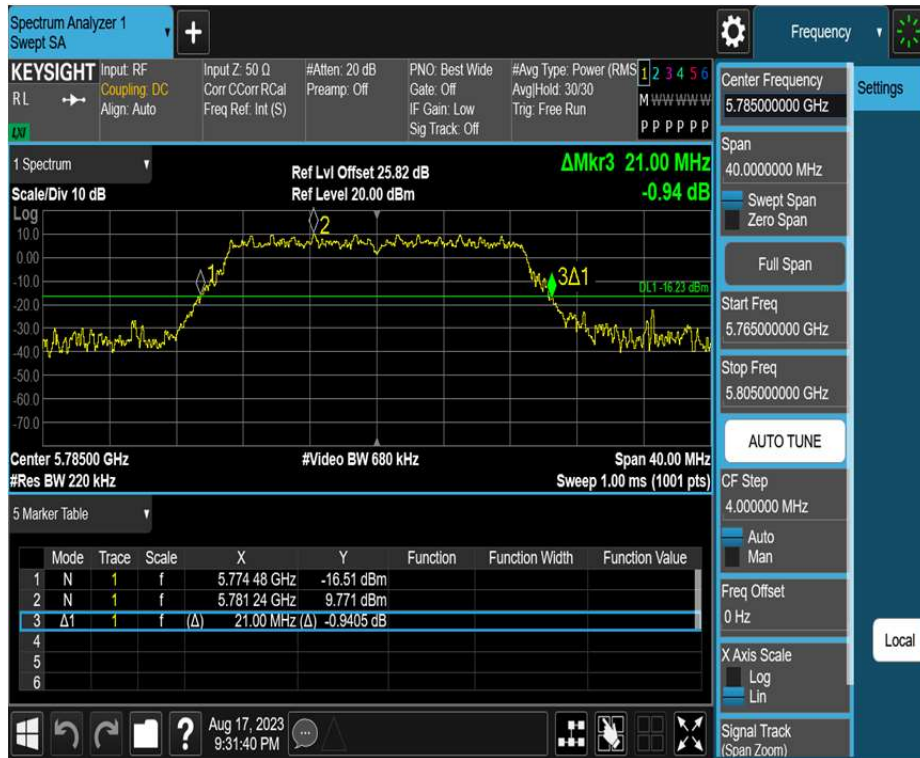 Spectrum Analyzer 1
Swept SA
+
Frequency
KEYSIGHT
RL
LXI
Input: RF
Coupling: DC
Align: Auto
Input Z: 50 Ω
Corr CCorr RCal
Freq Ref: Int (S)
#Atten: 20 dB
Preamp: Off
PNO: Best Wide
Gate: Off
IF Gain: Low
Sig Track: Off
#Avg Type: Power (RMS
Avg|Hold: 30/30
Trig: Free Run
1 2 3 4 5 6
M W W W W W
P P P P P P
Center Frequency
5.785000000 GHz
Settings
Span
40.0000000 MHz
Swept Span
Zero Span
Full Span
Start Freq
5.765000000 GHz
Stop Freq
5.805000000 GHz
AUTO TUNE
CF Step
4.000000 MHz
Auto
Man
Freq Offset
0 Hz
X Axis Scale
Log
Lin
Signal Track
(Span Zoom)
Local
1 Spectrum
Scale/Div 10 dB
Ref Lvl Offset 25.82 dB
Ref Level 20.00 dBm
ΔMkr3 21.00 MHz
-0.94 dB
Log
10.0
0.00
-10.0
-20.0
-30.0
-40.0
-50.0
-60.0
-70.0
2
1
3Δ1
DL1 -16.23 dBm
Center 5.78500 GHz
#Video BW 680 kHz
Span 40.00 MHz
#Res BW 220 kHz
Sweep 1.00 ms (1001 pts)
5 Marker Table
Mode Trace Scale X Y Function Function Width Function Value
1 N 1 f 5.774 48 GHz -16.51 dBm
2 N 1 f 5.781 24 GHz 9.771 dBm
3 Δ1 1 f (Δ) 21.00 MHz (Δ) -0.9405 dB
4
5
6
?
Aug 17, 2023
9:31:40 PM